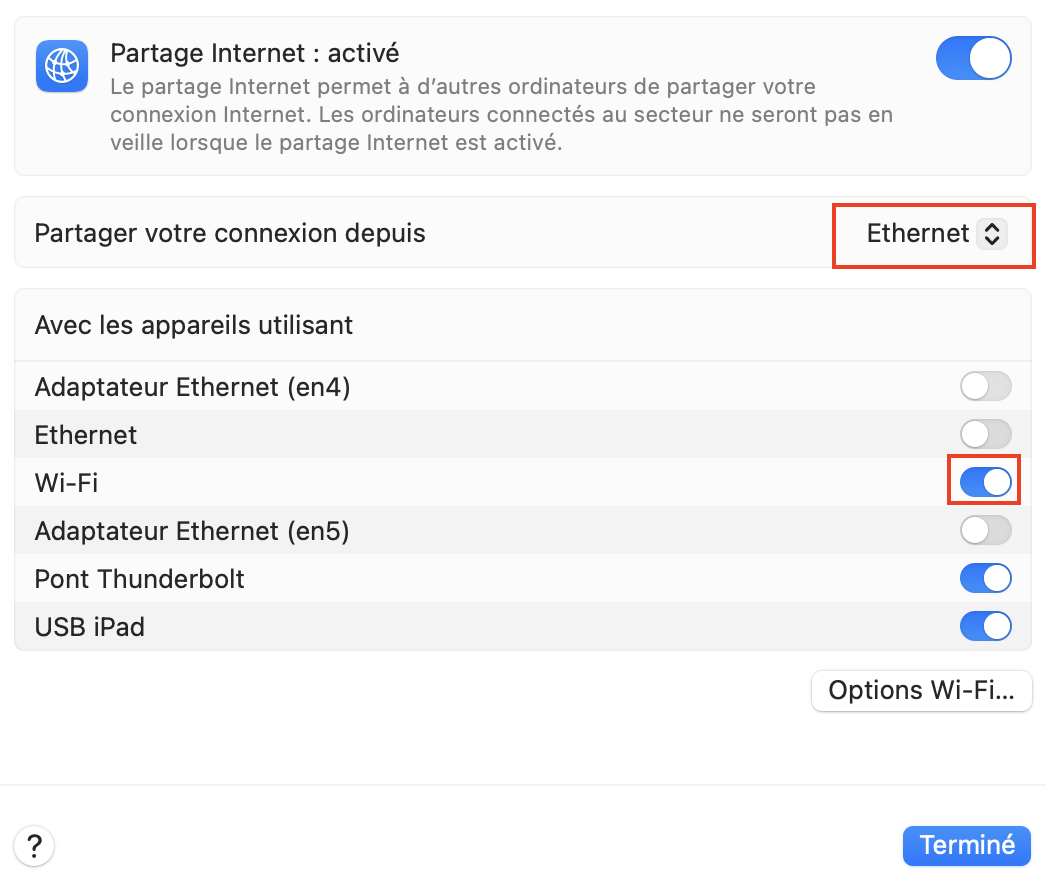 Partage Internet : activé
Le partage Internet permet à d’autres ordinateurs de partager votre
connexion Internet. Les ordinateurs connectés au secteur ne seront pas en
veille lorsque le partage Internet est activé.
Partager votre connexion depuis
Ethernet
Avec les appareils utilisant
Adaptateur Ethernet (en4)
Ethernet
Wi-Fi
Adaptateur Ethernet (en5)
Pont Thunderbolt
USB iPad
Options Wi-Fi...
?
Terminé